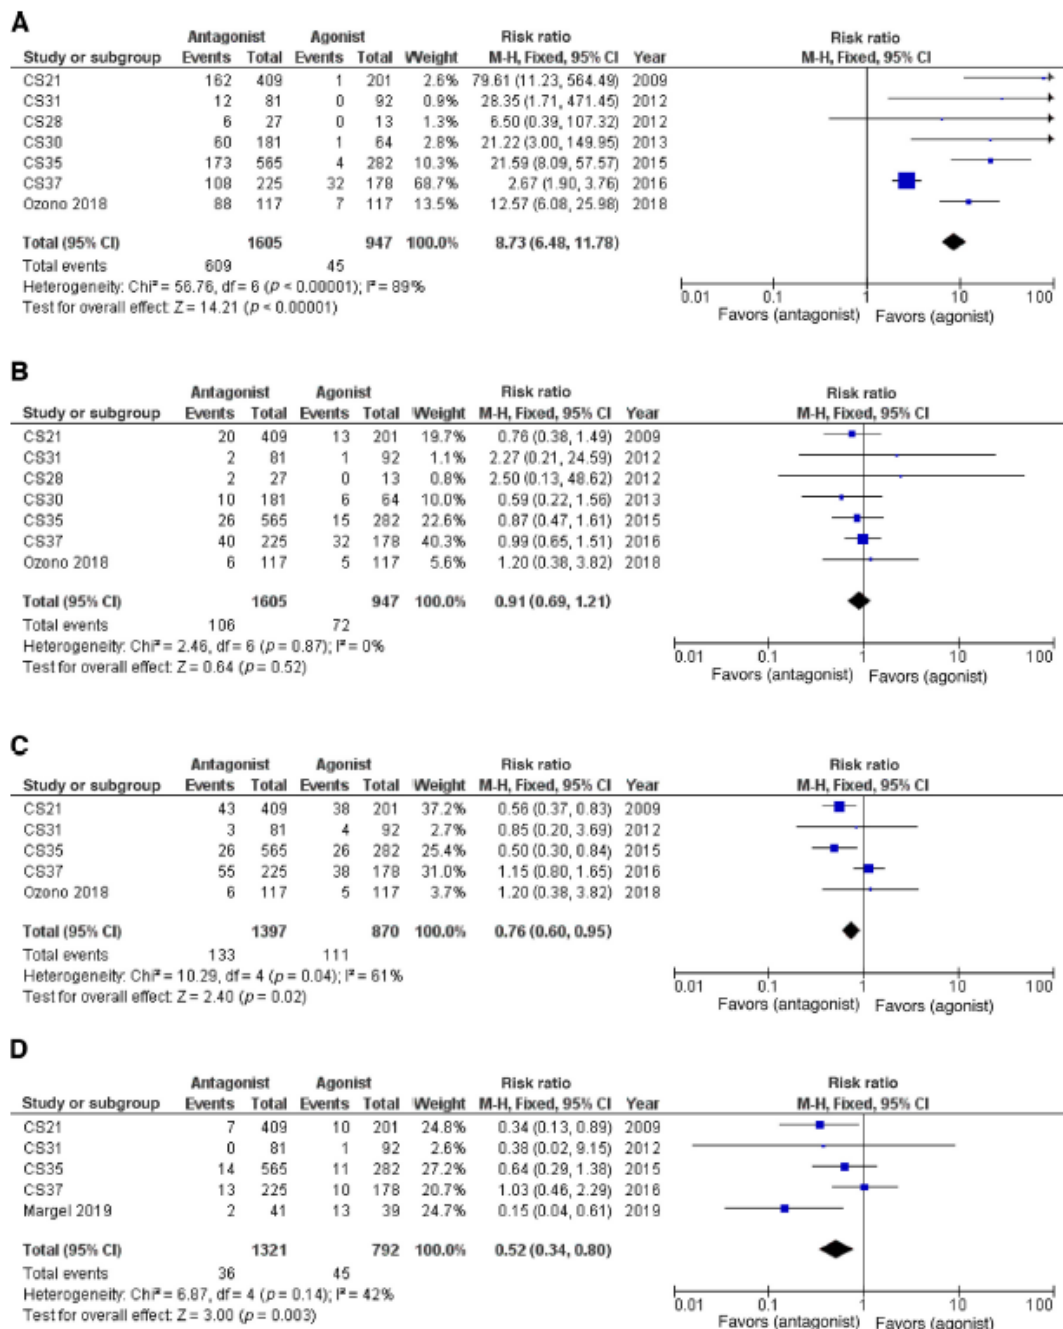 A
Antagonist Agonist Risk ratio Risk ratio
Study or subgroup Events Total Events Total Weight M-H, Fixed, 95% CI Year M-H, Fixed, 95% CI
CS21 162 409 1 201 2.6% 79.61 (11.23, 564.49) 2009
CS31 12 81 0 92 0.9% 28.35 (1.71, 471.45) 2012
CS28 6 27 0 13 1.3% 6.50 (0.39, 107.32) 2012
CS30 60 181 1 64 2.8% 21.22 (3.00, 149.95) 2013
CS35 173 565 4 282 10.3% 21.59 (8.09, 57.57) 2015
CS37 108 225 32 178 68.7% 2.67 (1.90, 3.76) 2016
Ozono 2018 88 117 7 117 13.5% 12.57 (6.08, 25.98) 2018
Total (95% CI) 1605 947 100.0% 8.73 (6.48, 11.78)
Total events 609 45
Heterogeneity: Chi² = 56.76, df = 6 (p < 0.00001); I² = 89%
Test for overall effect: Z = 14.21 (p < 0.00001)
0.01 0.1 1 10 100
Favors (antagonist) Favors (agonist)
B
Antagonist Agonist Risk ratio Risk ratio
Study or subgroup Events Total Events Total Weight M-H, Fixed, 95% CI Year M-H, Fixed, 95% CI
CS21 20 409 13 201 19.7% 0.76 (0.38, 1.49) 2009
CS31 2 81 1 92 1.1% 2.27 (0.21, 24.59) 2012
CS28 2 27 0 13 0.8% 2.50 (0.13, 48.62) 2012
CS30 10 181 6 64 10.0% 0.59 (0.22, 1.56) 2013
CS35 26 565 15 282 22.6% 0.87 (0.47, 1.61) 2015
CS37 40 225 32 178 40.3% 0.99 (0.65, 1.51) 2016
Ozono 2018 6 117 5 117 5.6% 1.20 (0.38, 3.82) 2018
Total (95% CI) 1605 947 100.0% 0.91 (0.69, 1.21)
Total events 106 72
Heterogeneity: Chi² = 2.46, df = 6 (p = 0.87); I² = 0%
Test for overall effect: Z = 0.64 (p = 0.52)
0.01 0.1 1 10 100
Favors (antagonist) Favors (agonist)
C
Antagonist Agonist Risk ratio Risk ratio
Study or subgroup Events Total Events Total Weight M-H, Fixed, 95% CI Year M-H, Fixed, 95% CI
CS21 43 409 38 201 37.2% 0.56 (0.37, 0.83) 2009
CS31 3 81 4 92 2.7% 0.85 (0.20, 3.69) 2012
CS35 26 565 26 282 25.4% 0.50 (0.30, 0.84) 2015
CS37 55 225 38 178 31.0% 1.15 (0.80, 1.65) 2016
Ozono 2018 6 117 5 117 3.7% 1.20 (0.38, 3.82) 2018
Total (95% CI) 1397 870 100.0% 0.76 (0.60, 0.95)
Total events 133 111
Heterogeneity: Chi² = 10.29, df = 4 (p = 0.04); I² = 61%
Test for overall effect: Z = 2.40 (p = 0.02)
0.01 0.1 1 10 100
Favors (antagonist) Favors (agonist)
D
Antagonist Agonist Risk ratio Risk ratio
Study or subgroup Events Total Events Total Weight M-H, Fixed, 95% CI Year M-H, Fixed, 95% CI
CS21 7 409 10 201 24.8% 0.34 (0.13, 0.89) 2009
CS31 0 81 1 92 2.6% 0.38 (0.02, 9.15) 2012
CS35 14 565 11 282 27.2% 0.64 (0.29, 1.38) 2015
CS37 13 225 10 178 20.7% 1.03 (0.46, 2.29) 2016
Margel 2019 2 41 13 39 24.7% 0.15 (0.04, 0.61) 2019
Total (95% CI) 1321 792 100.0% 0.52 (0.34, 0.80)
Total events 36 45
Heterogeneity: Chi² = 6.87, df = 4 (p = 0.14); I² = 42%
Test for overall effect: Z = 3.00 (p = 0.003)
0.01 0.1 1 10 100
Favors (antagonist) Favors (agonist)